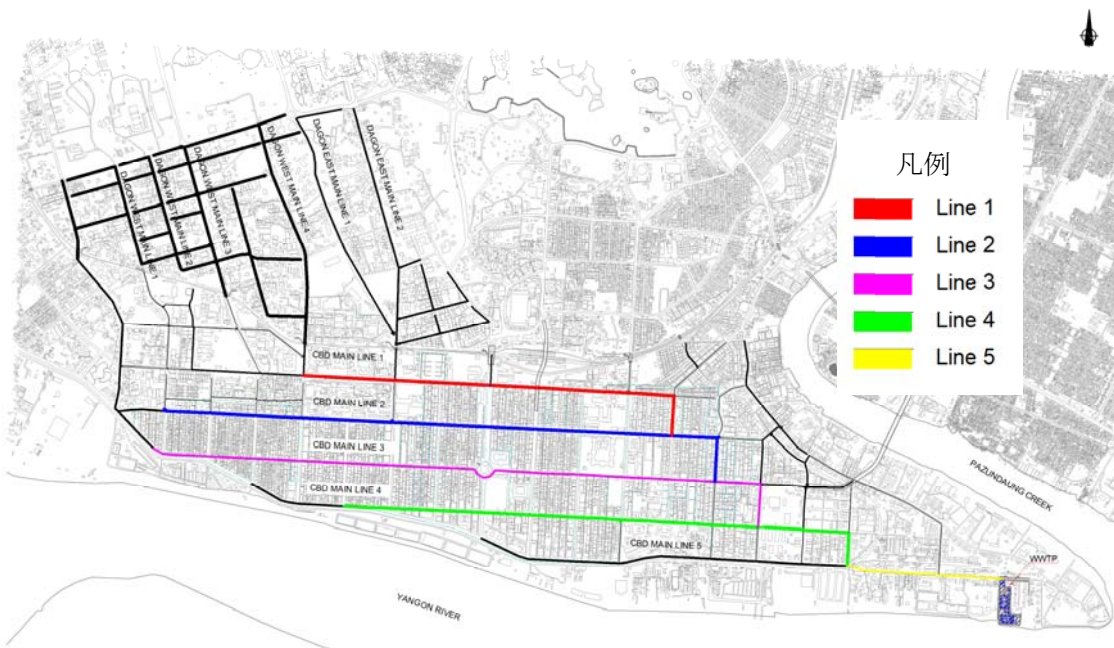 凡例
Line 1
Line 2
Line 3
Line 4
Line 5
DAGON WEST MAIN LINE 1
DAGON WEST MAIN LINE 2
DAGON WEST MAIN LINE 3
DAGON WEST MAIN LINE 4
DAGON EAST MAIN LINE 1
DAGON EAST MAIN LINE 2
CBD MAIN LINE 1
CBD MAIN LINE 2
CBD MAIN LINE 3
CBD MAIN LINE 4
CBD MAIN LINE 5
PAZUNDAUNG CREEK
WWTP
YANGON RIVER